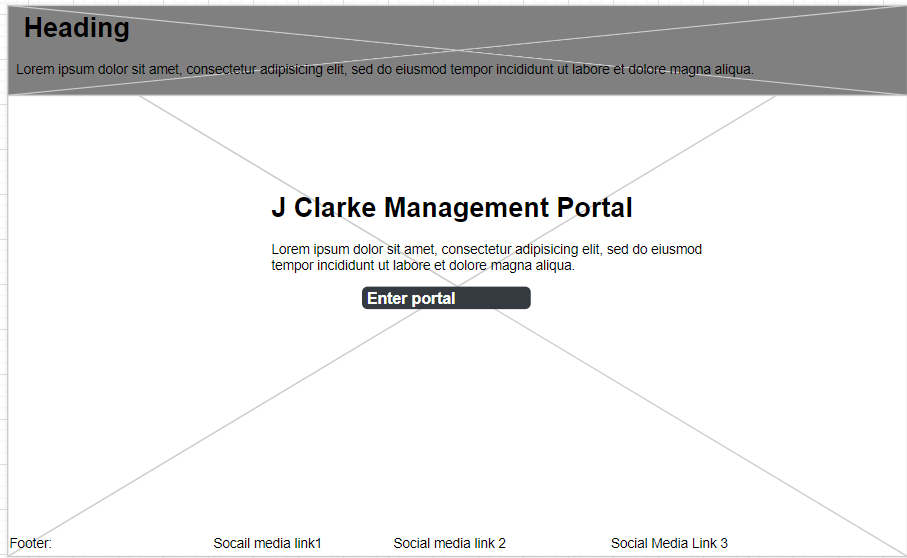 Heading
Lorem ipsum dolor sit amet, consectetur adipisicing elit, sed do eiusmod tempor incididunt ut labore et dolore magna aliqua.
J Clarke Management Portal
Lorem ipsum dolor sit amet, consectetur adipisicing elit, sed do eiusmod
tempor incididunt ut labore et dolore magna aliqua.
Enter portal
Footer: Socail media link1 Social media link 2 Social Media Link 3